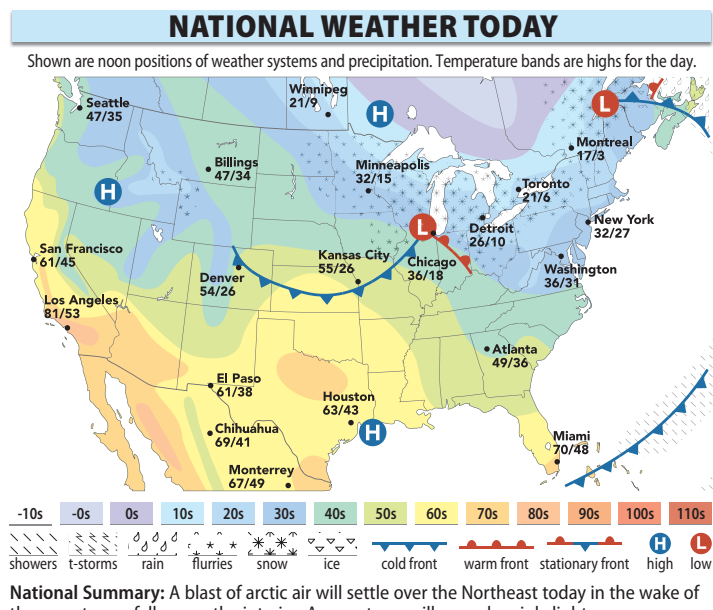 NATIONAL WEATHER TODAY
Shown are noon positions of weather systems and precipitation. Temperature bands are highs for the day.
Winnipeg
21/9
H
L
Seattle
47/35
Montreal
17/3
Billings
47/34
Minneapolis
32/15
Toronto
21/6
H
L
Detroit
26/10
New York
32/27
San Francisco
61/45
Kansas City
55/26
Chicago
36/18
Washington
36/31
Denver
54/26
Los Angeles
81/53
Atlanta
49/36
El Paso
61/38
Houston
63/43
H
Chihuahua
69/41
Miami
70/48
Monterrey
67/49
-10s -0s 0s 10s 20s 30s 40s 50s 60s 70s 80s 90s 100s 110s
H L
showers t-storms rain flurries snow ice cold front warm front stationary front high low
National Summary: A blast of arctic air will settle over the Northeast today in the wake of